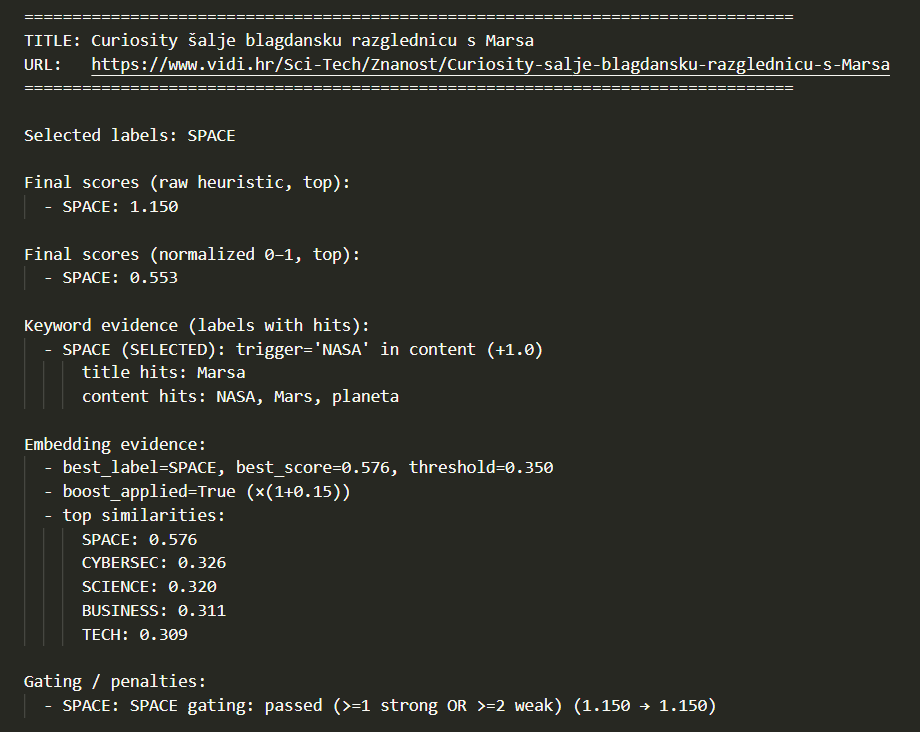 ================================================================================
TITLE: Curiosity šalje blagdansku razglednicu s Marsa
URL: https://www.vidi.hr/Sci-Tech/Znanost/Curiosity-salje-blagdansku-razglednicu-s-Marsa
================================================================================
Selected labels: SPACE
Final scores (raw heuristic, top):
- SPACE: 1.150
Final scores (normalized 0–1, top):
- SPACE: 0.553
Keyword evidence (labels with hits):
- SPACE (SELECTED): trigger='NASA' in content (+1.0)
title hits: Marsa
content hits: NASA, Mars, planeta
Embedding evidence:
- best_label=SPACE, best_score=0.576, threshold=0.350
- boost_applied=True (×(1+0.15))
- top similarities:
SPACE: 0.576
CYBERSEC: 0.326
SCIENCE: 0.320
BUSINESS: 0.311
TECH: 0.309
Gating / penalties:
- SPACE: SPACE gating: passed (>=1 strong OR >=2 weak) (1.150 → 1.150)